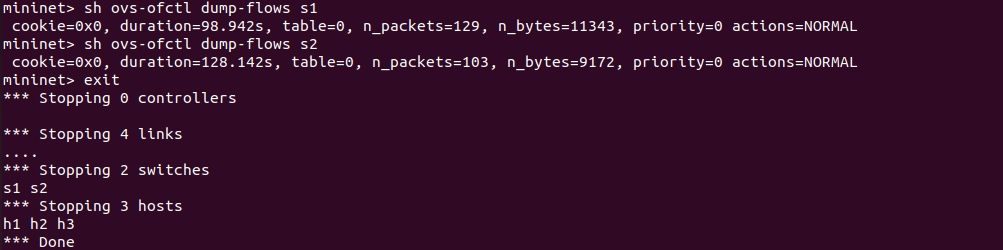 mininet> sh ovs-ofctl dump-flows s1
 cookie=0x0, duration=98.942s, table=0, n_packets=129, n_bytes=11343, priority=0 actions=NORMAL
mininet> sh ovs-ofctl dump-flows s2
 cookie=0x0, duration=128.142s, table=0, n_packets=103, n_bytes=9172, priority=0 actions=NORMAL
mininet> exit
*** Stopping 0 controllers

*** Stopping 4 links
....
*** Stopping 2 switches
s1 s2
*** Stopping 3 hosts
h1 h2 h3
*** Done